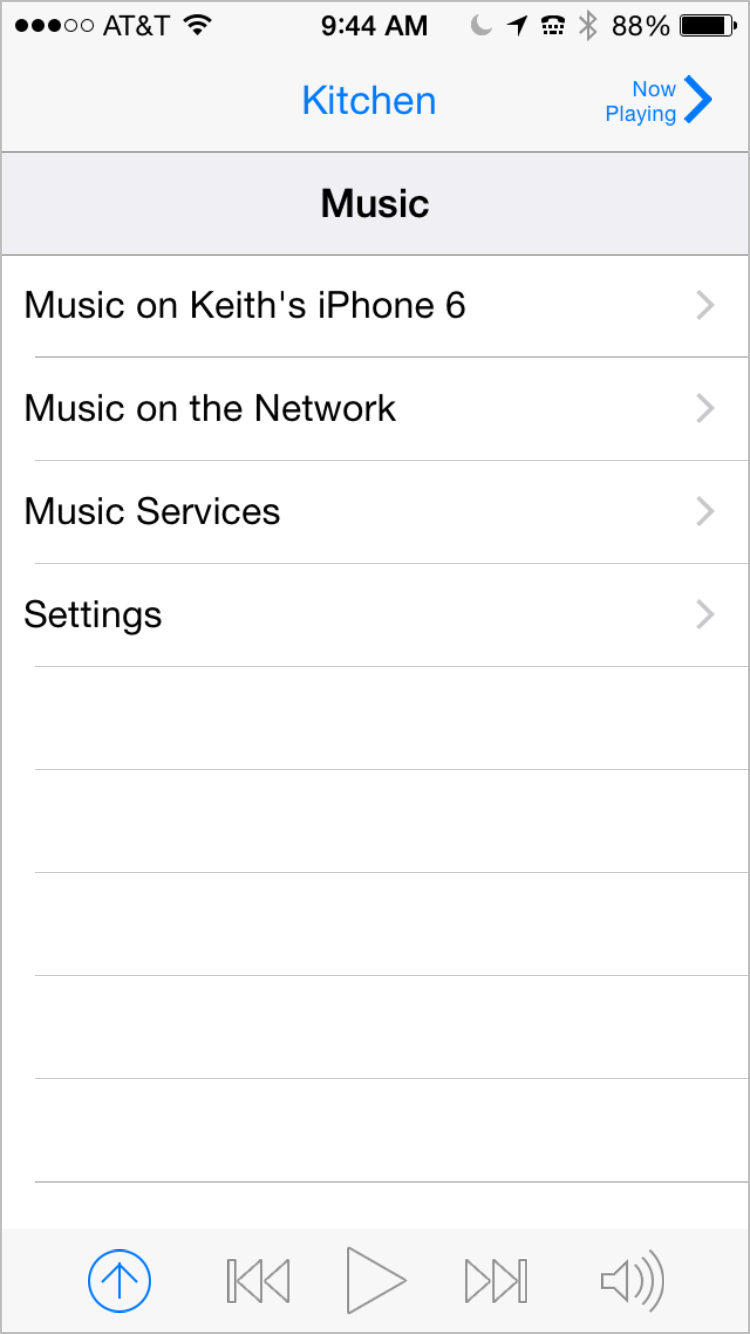 AT&T 9:44 AM 88%
Kitchen
Now
Playing
Music
Music on Keith's iPhone 6
Music on the Network
Music Services
Settings